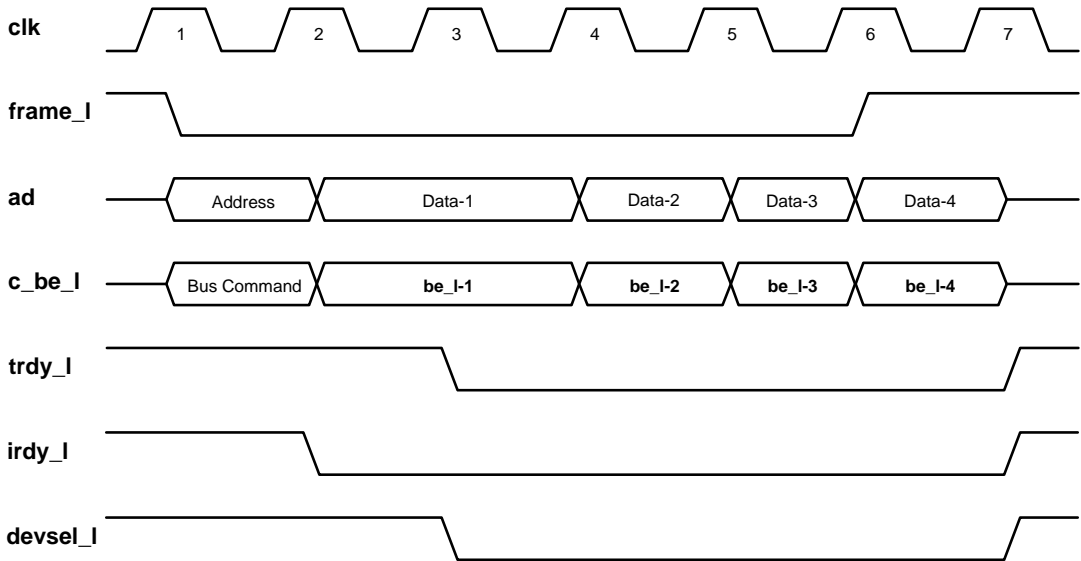 clk 1 2 3 4 5 6 7
frame_l
ad Address Data-1 Data-2 Data-3 Data-4
c_be_l Bus Command be_l-1 be_l-2 be_l-3 be_l-4
trdy_l
irdy_l
devsel_l